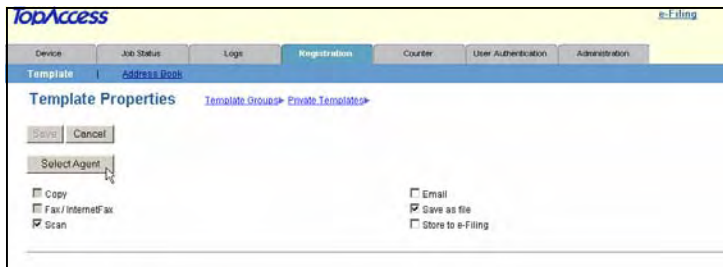 TopAccess
e-Filing
Device Job Status Logs Registration Counter User Authentication Administration
Template | Address Book
Template Properties Template Groups Private Templates
Save Cancel
Select Agent
Copy Email
Fax / InternetFax Save as file
Scan Store to e-Filing